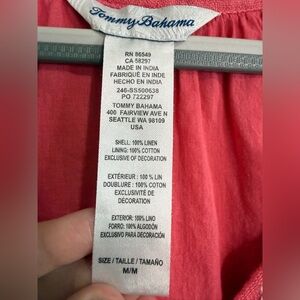 Tommy Bahama
RN 86549
CA 58297
MADE IN INDIA
FABRIQUÉ EN INDE
HECHO EN INDIA
246-SS500638
PO 722297
TOMMY BAHAMA
400 FAIRVIEW AVE N
SEATTLE WA 98109
USA
SHELL: 100% LINEN
LINING: 100% COTTON
EXCLUSIVE OF DECORATION
EXTÉRIEUR : 100 % LIN
DOUBLURE : 100% COTON
EXCLUSIVITÉ DE
DÉCORATION
EXTERIOR: 100% LINO
FORRO: 100% ALGODÓN
EXCLUSIVO PARA DECORACIÓN
SIZE / TAILLE / TAMAÑO
M/M